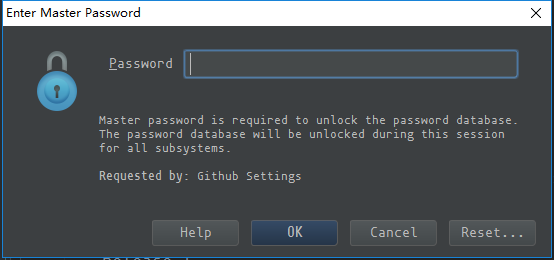 Enter Master Password
Password
Master password is required to unlock the password database.
The password database will be unlocked during this session
for all subsystems.
Requested by: Github Settings
Help
OK
Cancel
Reset...